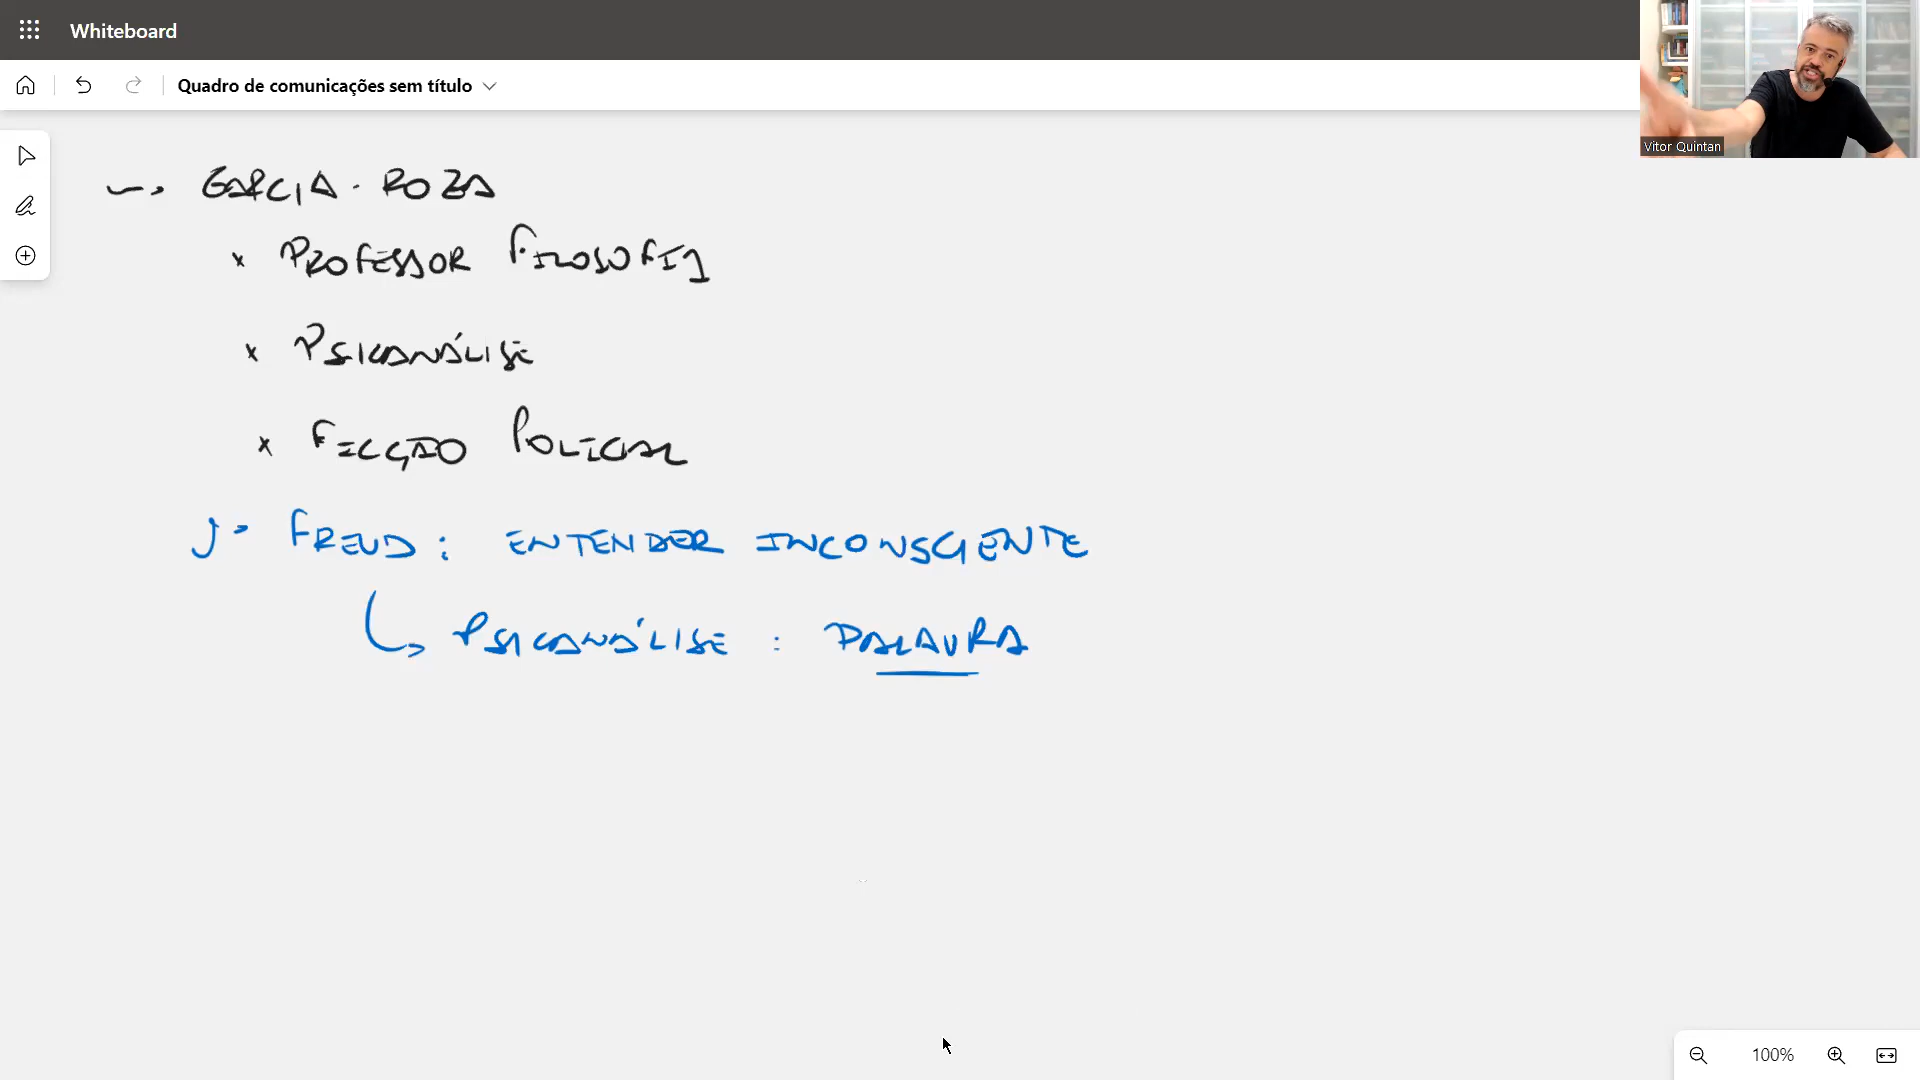 Whiteboard
Quadro de comunicações sem título
Vitor Quintan
GARCIA-ROZA
x PROFESSOR FILOSOFIA
x PSICANÁLISE
x FICÇÃO POLICIAL
FREUD: ENTENDER INCONSCIENTE
PSICANÁLISE: PALAVRA
100%